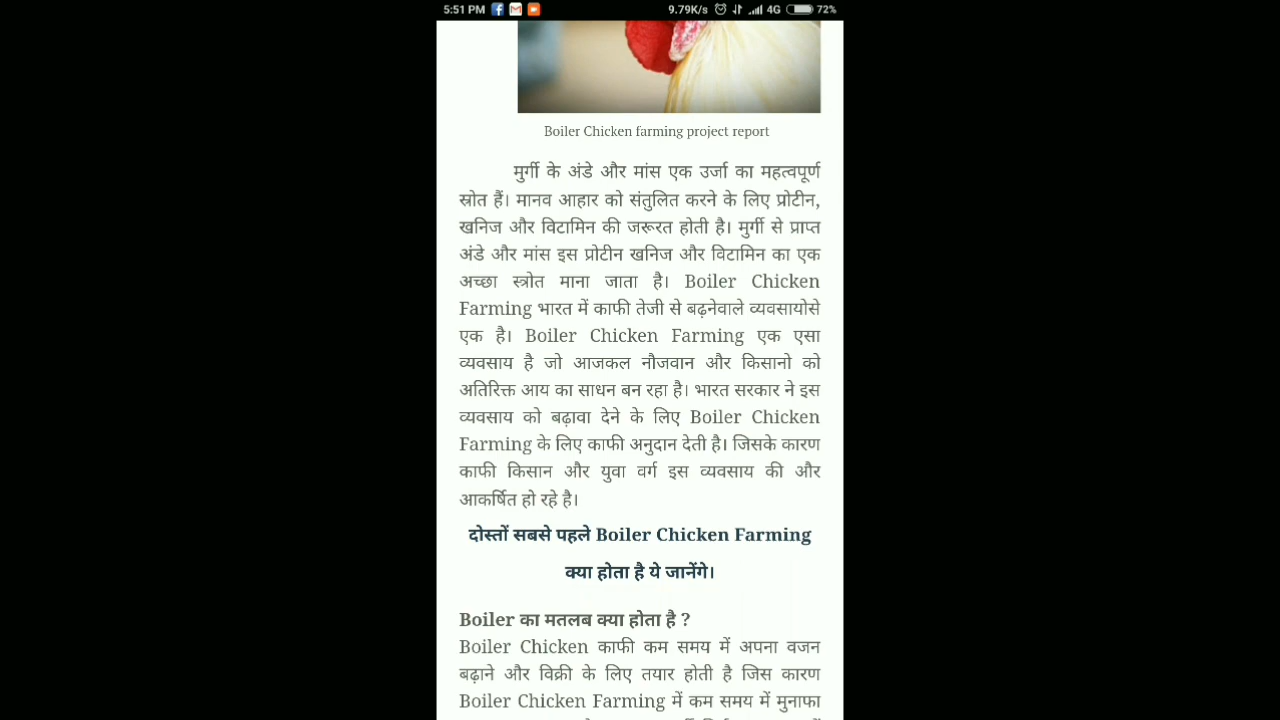 5:51 PM 9.79K/s 4G 72%
Boiler Chicken farming project report
मुर्गी के अंडे और मांस एक उर्जा का महत्वपूर्ण
स्रोत हैं। मानव आहार को संतुलित करने के लिए प्रोटीन,
खनिज और विटामिन की जरूरत होती है। मुर्गी से प्राप्त
अंडे और मांस इस प्रोटीन खनिज और विटामिन का एक
अच्छा स्त्रोत माना जाता है। Boiler Chicken
Farming भारत में काफी तेजी से बढ़नेवाले व्यवसायोसे
एक है। Boiler Chicken Farming एक एसा
व्यवसाय है जो आजकल नौजवान और किसानो को
अतिरिक्त आय का साधन बन रहा है। भारत सरकार ने इस
व्यवसाय को बढ़ावा देने के लिए Boiler Chicken
Farming के लिए काफी अनुदान देती है। जिसके कारण
काफी किसान और युवा वर्ग इस व्यवसाय की और
आकर्षित हो रहे है।
दोस्तों सबसे पहले Boiler Chicken Farming
क्या होता है ये जानेंगे।
Boiler का मतलब क्या होता है ?
Boiler Chicken काफी कम समय में अपना वजन
बढ़ाने और विक्री के लिए तयार होती है जिस कारण
Boiler Chicken Farming में कम समय में मुनाफा